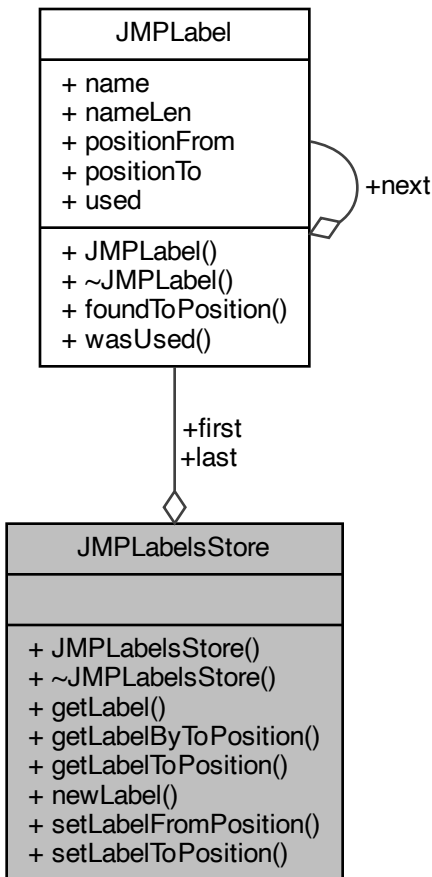 JMPLabel
+ name
+ nameLen
+ positionFrom
+ positionTo
+ used
+ JMPLabel()
+ ~JMPLabel()
+ foundToPosition()
+ wasUsed()
+next
+first
+last
JMPLabelsStore
+ JMPLabelsStore()
+ ~JMPLabelsStore()
+ getLabel()
+ getLabelByToPosition()
+ getLabelToPosition()
+ newLabel()
+ setLabelFromPosition()
+ setLabelToPosition()